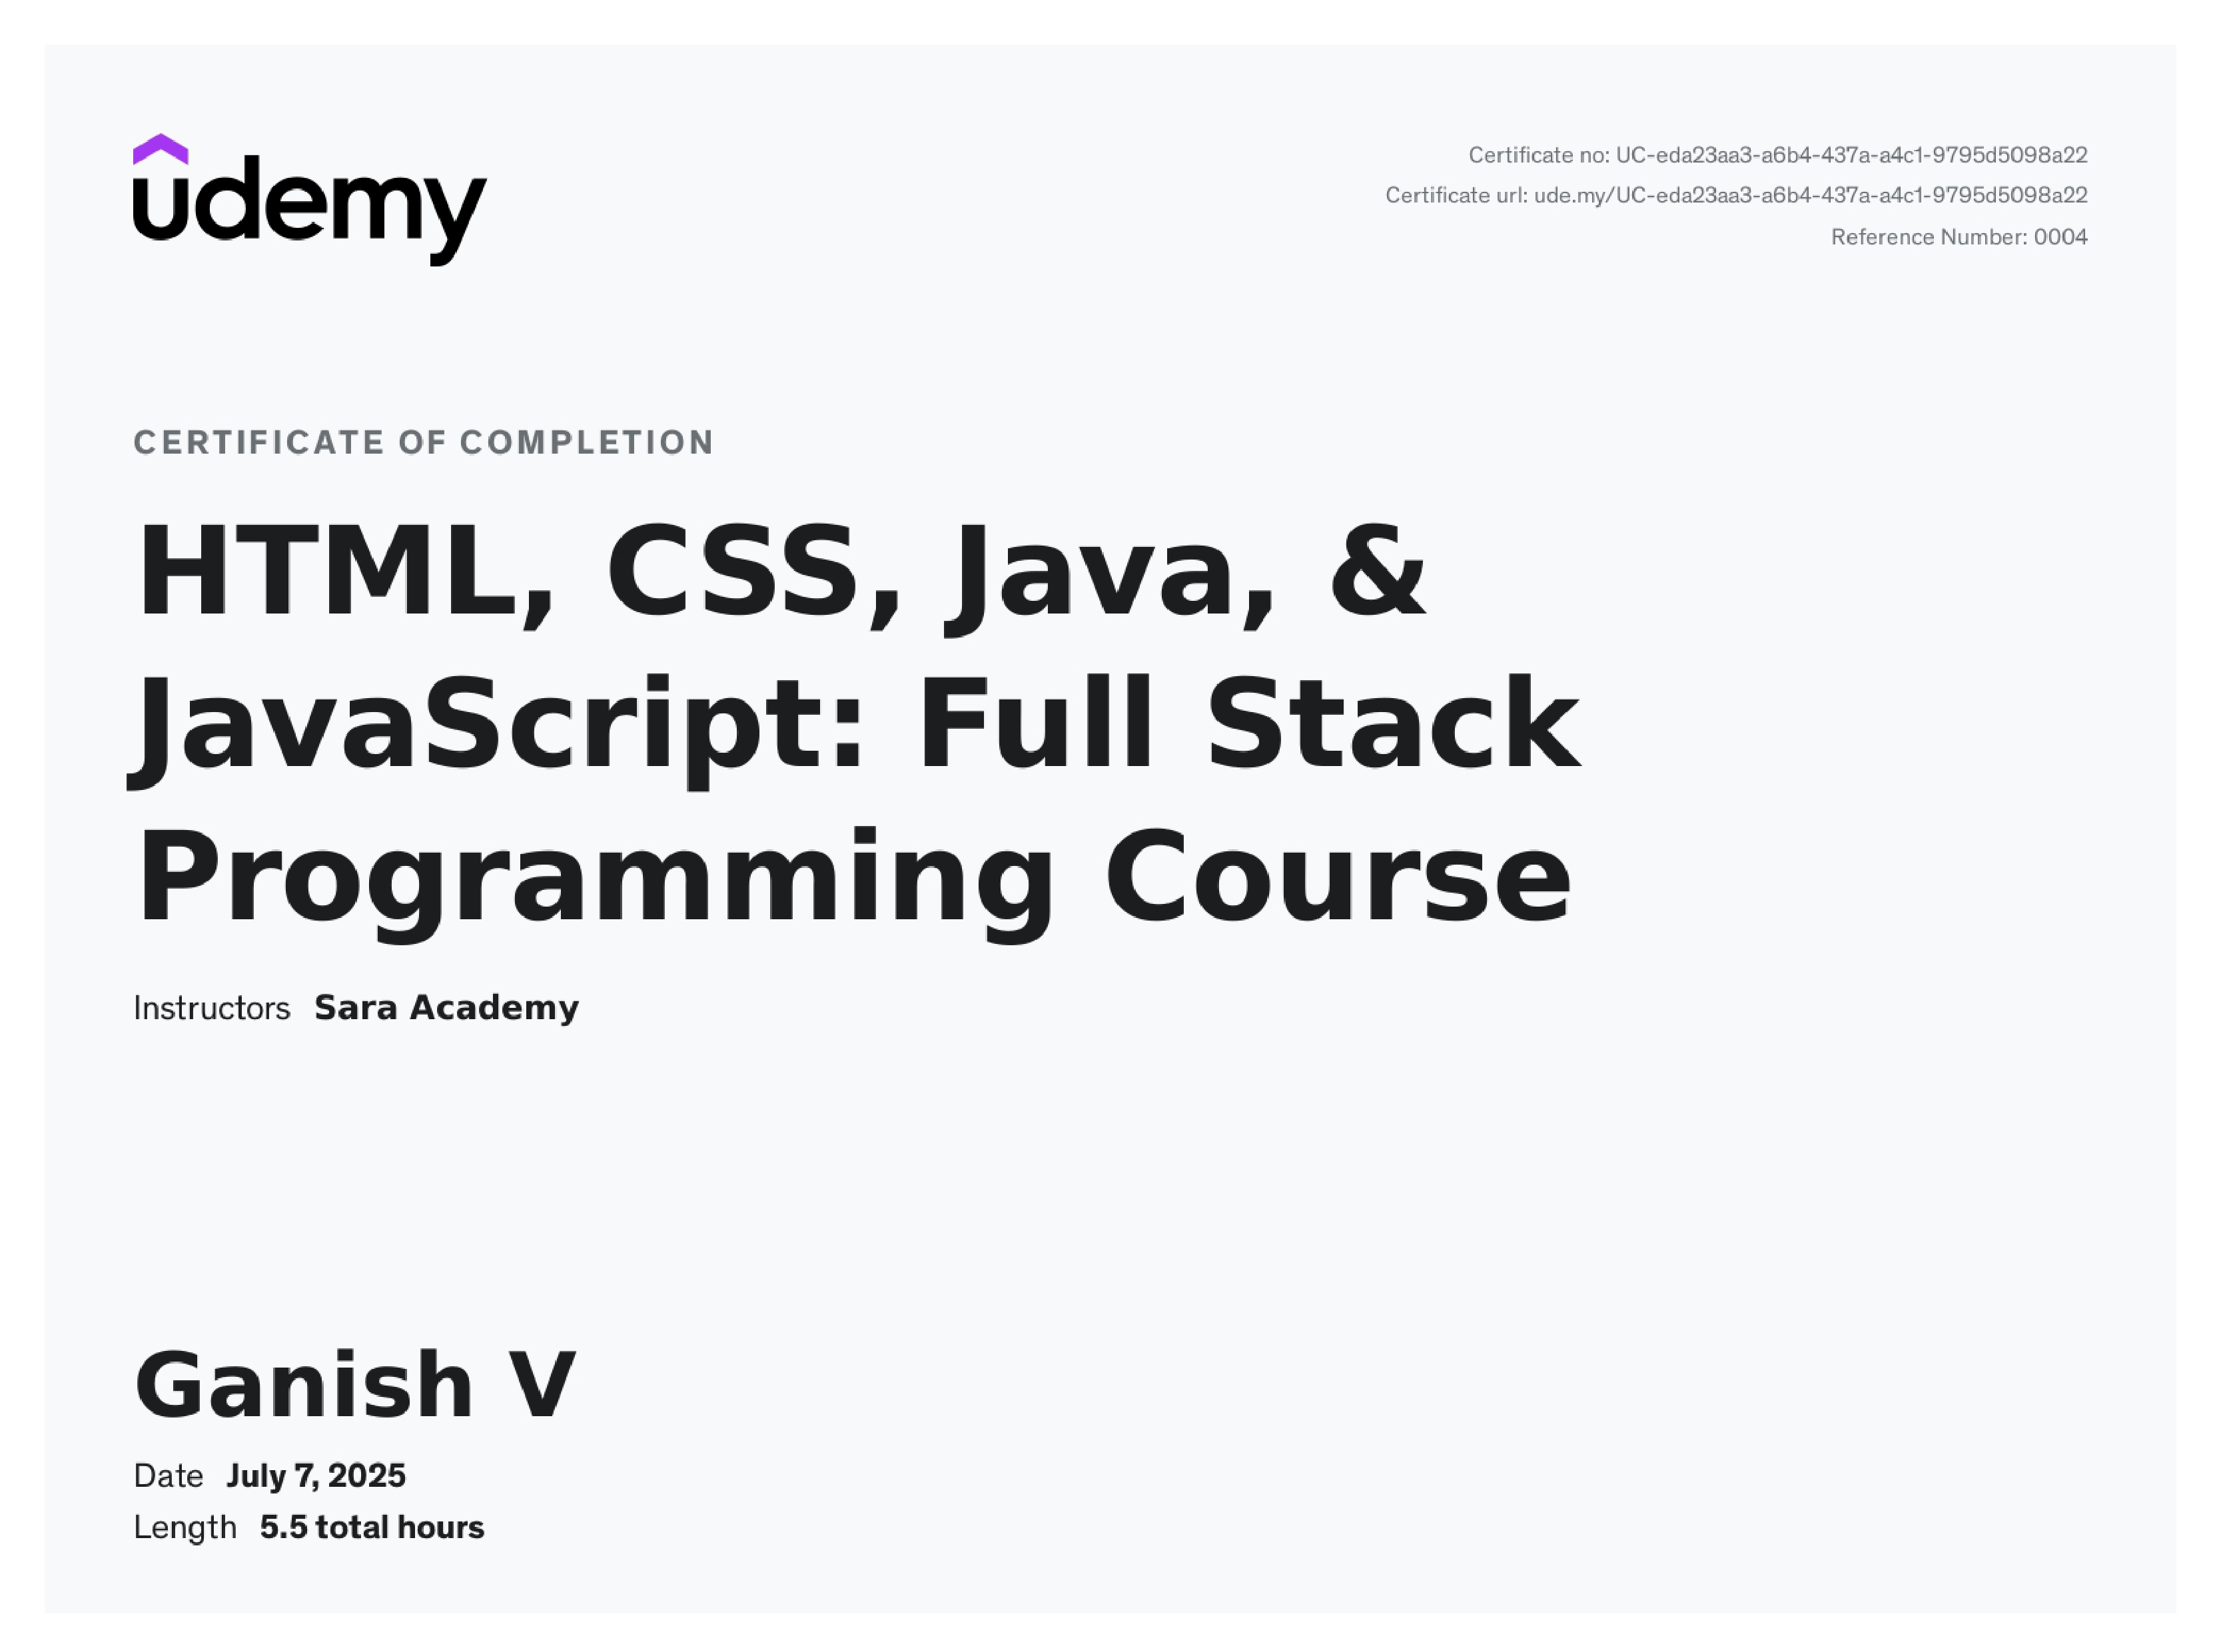 udemy
Certificate no: UC-eda23aa3-a6b4-437a-a4c1-9795d5098a22
Certificate url: ude.my/UC-eda23aa3-a6b4-437a-a4c1-9795d5098a22
Reference Number: 0004
CERTIFICATE OF COMPLETION
HTML, CSS, Java, &
JavaScript: Full Stack
Programming Course
Instructors Sara Academy
Ganish V
Date July 7, 2025
Length 5.5 total hours